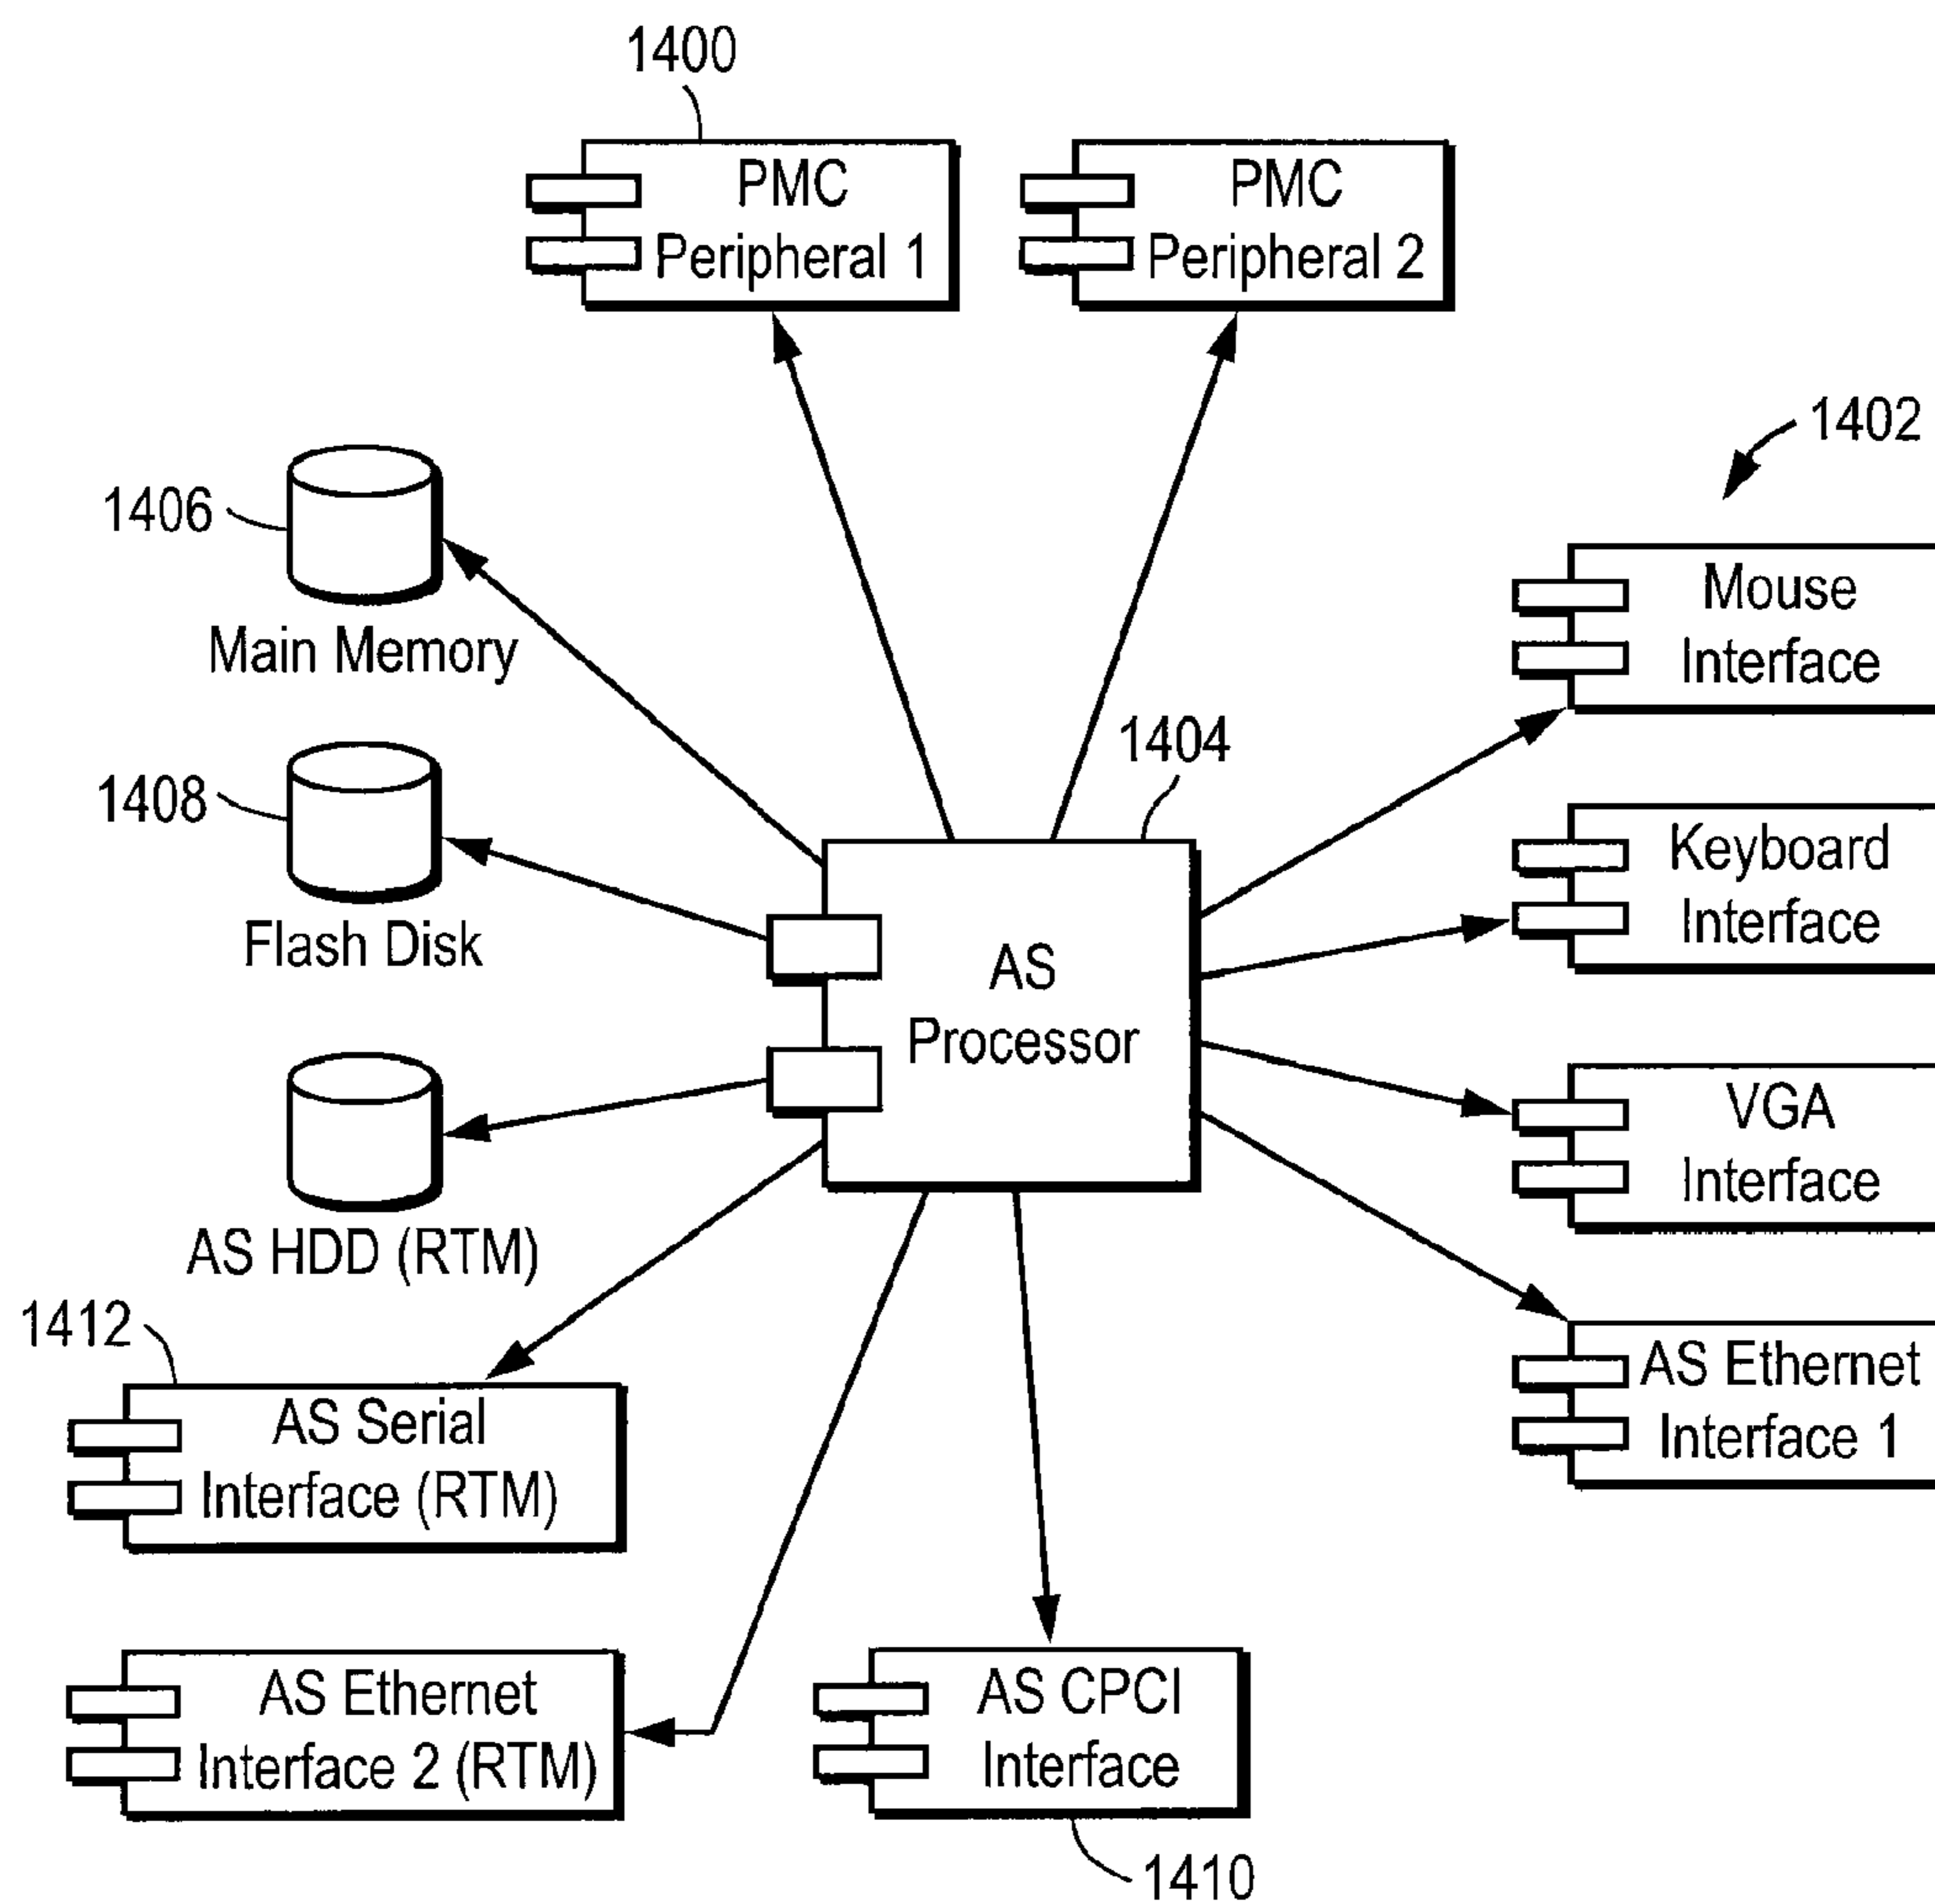 1400
PMC
Peripheral 1
PMC
Peripheral 2
1402
1406
Main Memory
Mouse
Interface
1404
1408
Flash Disk
Keyboard
Interface
AS
Processor
VGA
Interface
AS HDD (RTM)
1412
AS Serial
Interface (RTM)
AS Ethernet
Interface 1
AS Ethernet
Interface 2 (RTM)
AS CPCI
Interface
1410